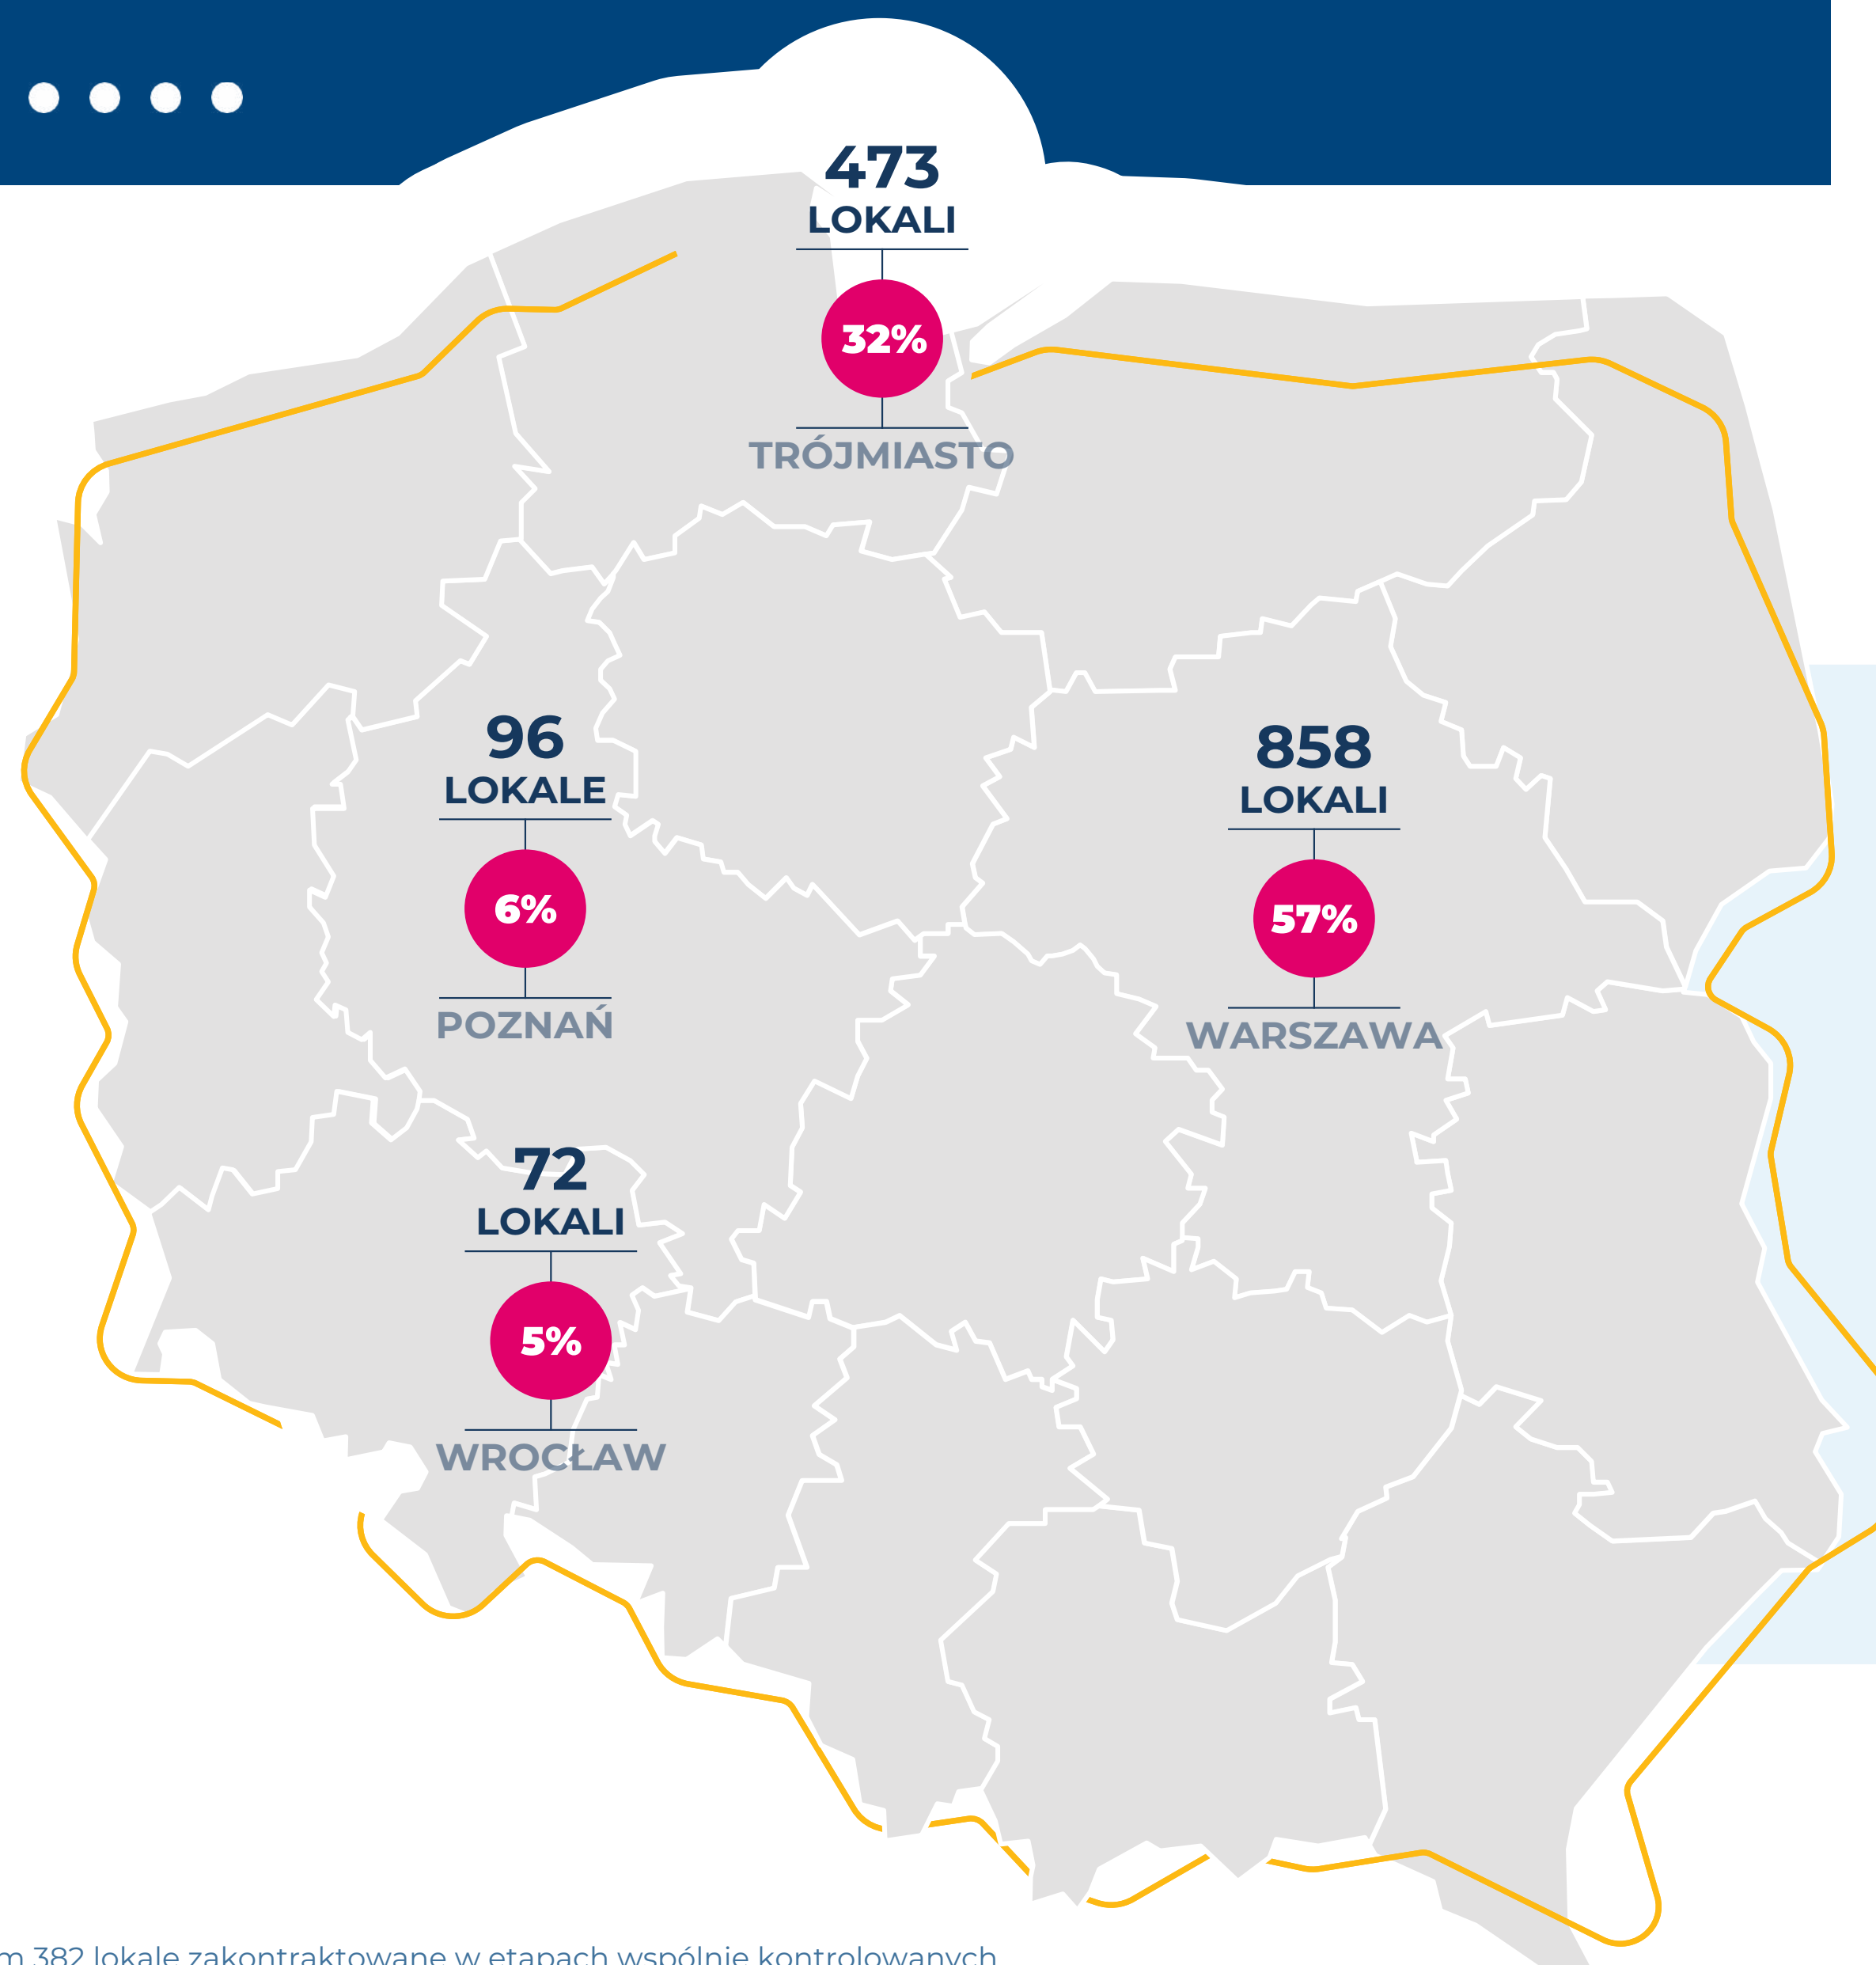 473
LOKALI
32%
TRÓJMIASTO
96
LOKALE
6%
POZNAŃ
858
LOKALI
57%
WARSZAWA
72
LOKALI
5%
WROCŁAW
382 lokale zakontraktowane w etapach wspólnie kontrolowanych